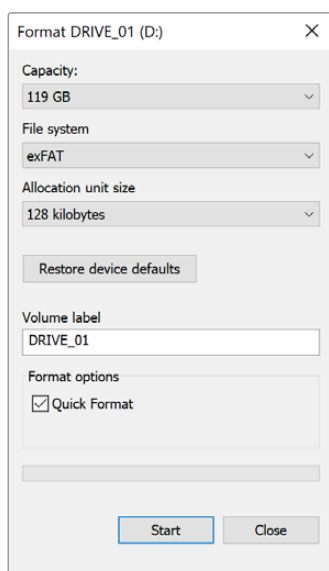 Format DRIVE_01 (D:)
Capacity:
119 GB
File system
exFAT
Allocation unit size
128 kilobytes
Restore device defaults
Volume label
DRIVE_01
Format options
Quick Format
Start Close